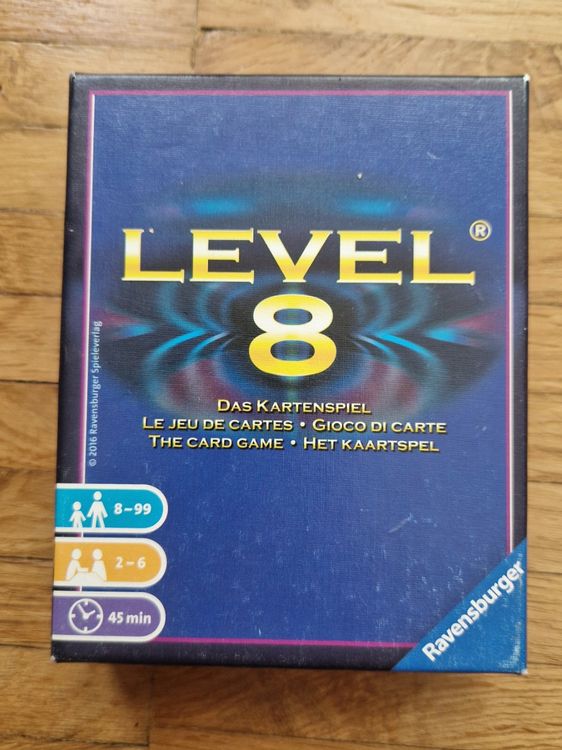 LEVEL®
8
DAS KARTENSPIEL
LE JEU DE CARTES • GIOCO DI CARTE
THE CARD GAME • HET KAARTSPEL
© 2016 Ravensburger Spieleverlag
8–99
2–6
45 min
Ravensburger